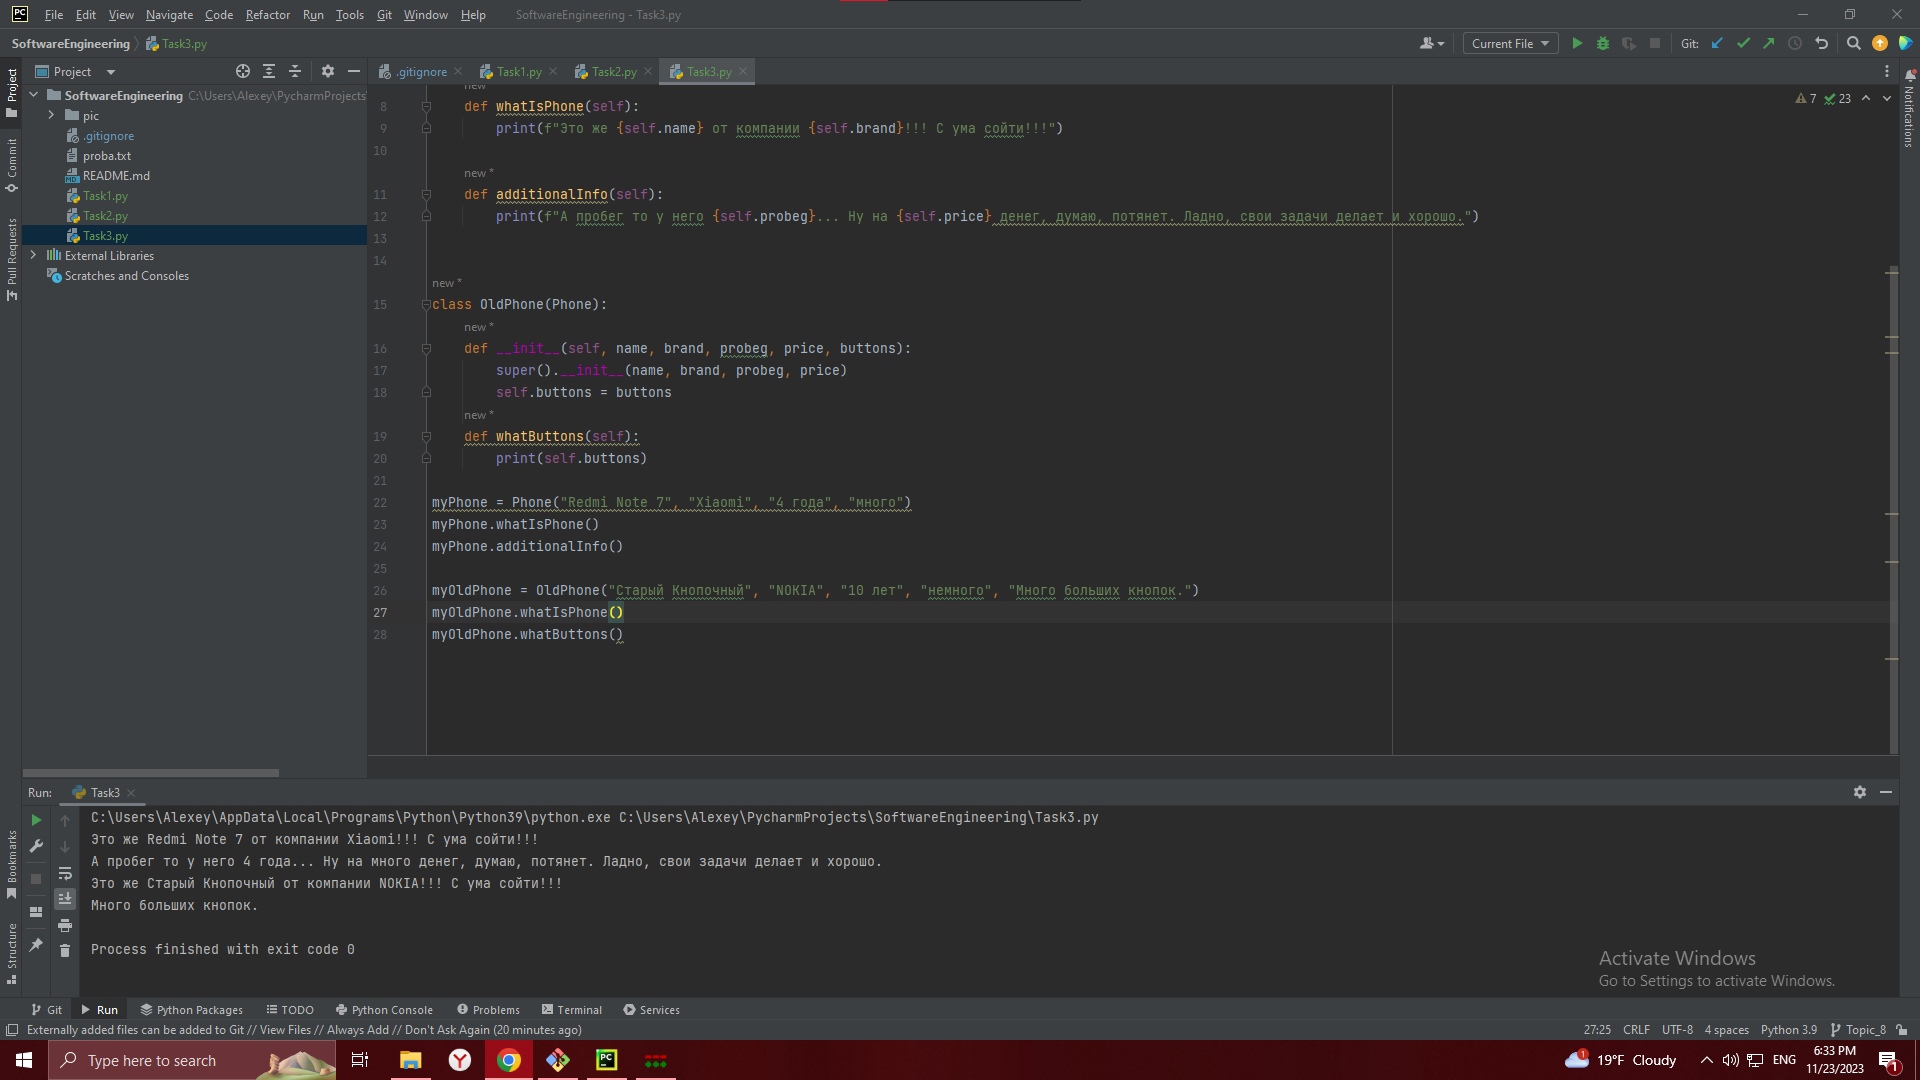 File Edit View Navigate Code Refactor Run Tools Git Window Help SoftwareEngineering - Task3.py
SoftwareEngineering Task3.py Current File Git:
Project .gitignore Task1.py Task2.py Task3.py
SoftwareEngineering C:\Users\Alexey\PycharmProjects
pic
.gitignore
proba.txt
README.md
Task1.py
Task2.py
Task3.py
External Libraries
Scratches and Consoles
Project
Commit
Pull Requests
Bookmarks
Structure
Notifications
7 23
new *
8 def whatIsPhone(self):
9 print(f"Это же {self.name} от компании {self.brand}!!! С ума сойти!!!")
10
new *
11 def additionalInfo(self):
12 print(f"А пробег то у него {self.probeg}... Ну на {self.price} денег, думаю, потянет. Ладно, свои задачи делает и хорошо.")
13
14
new *
15 class OldPhone(Phone):
new *
16 def __init__(self, name, brand, probeg, price, buttons):
17 super().__init__(name, brand, probeg, price)
18 self.buttons = buttons
new *
19 def whatButtons(self):
20 print(self.buttons)
21
22 myPhone = Phone("Redmi Note 7", "Xiaomi", "4 года", "много")
23 myPhone.whatIsPhone()
24 myPhone.additionalInfo()
25
26 myOldPhone = OldPhone("Старый Кнопочный", "NOKIA", "10 лет", "немного", "Много больших кнопок.")
27 myOldPhone.whatIsPhone()
28 myOldPhone.whatButtons()
Run: Task3
C:\Users\Alexey\AppData\Local\Programs\Python\Python39\python.exe C:\Users\Alexey\PycharmProjects\SoftwareEngineering\Task3.py
Это же Redmi Note 7 от компании Xiaomi!!! С ума сойти!!!
А пробег то у него 4 года... Ну на много денег, думаю, потянет. Ладно, свои задачи делает и хорошо.
Это же Старый Кнопочный от компании NOKIA!!! С ума сойти!!!
Много больших кнопок.
Process finished with exit code 0
Activate Windows
Go to Settings to activate Windows.
Git Run Python Packages TODO Python Console Problems Terminal Services
Externally added files can be added to Git // View Files // Always Add // Don't Ask Again (20 minutes ago) 27:25 CRLF UTF-8 4 spaces Python 3.9 Topic_8
Type here to search PC 1 19°F Cloudy ENG 6:33 PM 1
11/23/2023